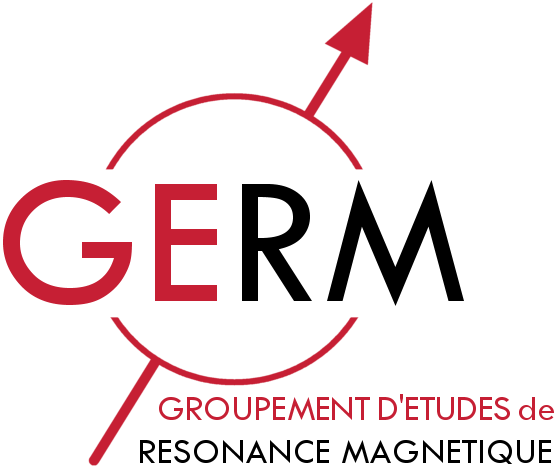 GERM
GROUPEMENT D'ETUDES de
RESONANCE MAGNETIQUE